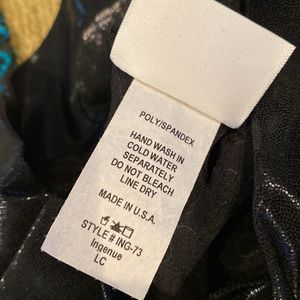 POLY/SPANDEX
HAND WASH IN
COLD WATER
SEPARATELY
DO NOT BLEACH
LINE DRY
MADE IN U.S.A.
STYLE # ING-73
Ingenue
LC